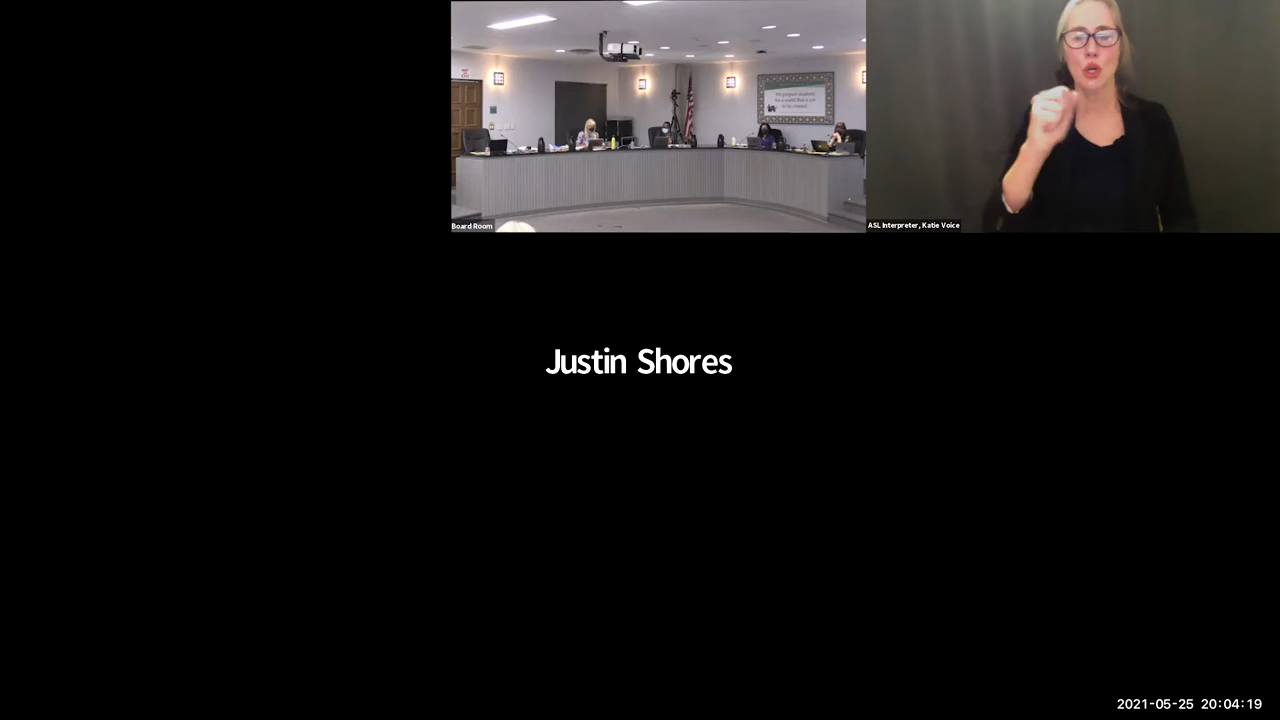 Board Room
ASL Interpreter, Katie Voice
Justin Shores
2021-05-25 20:04:19